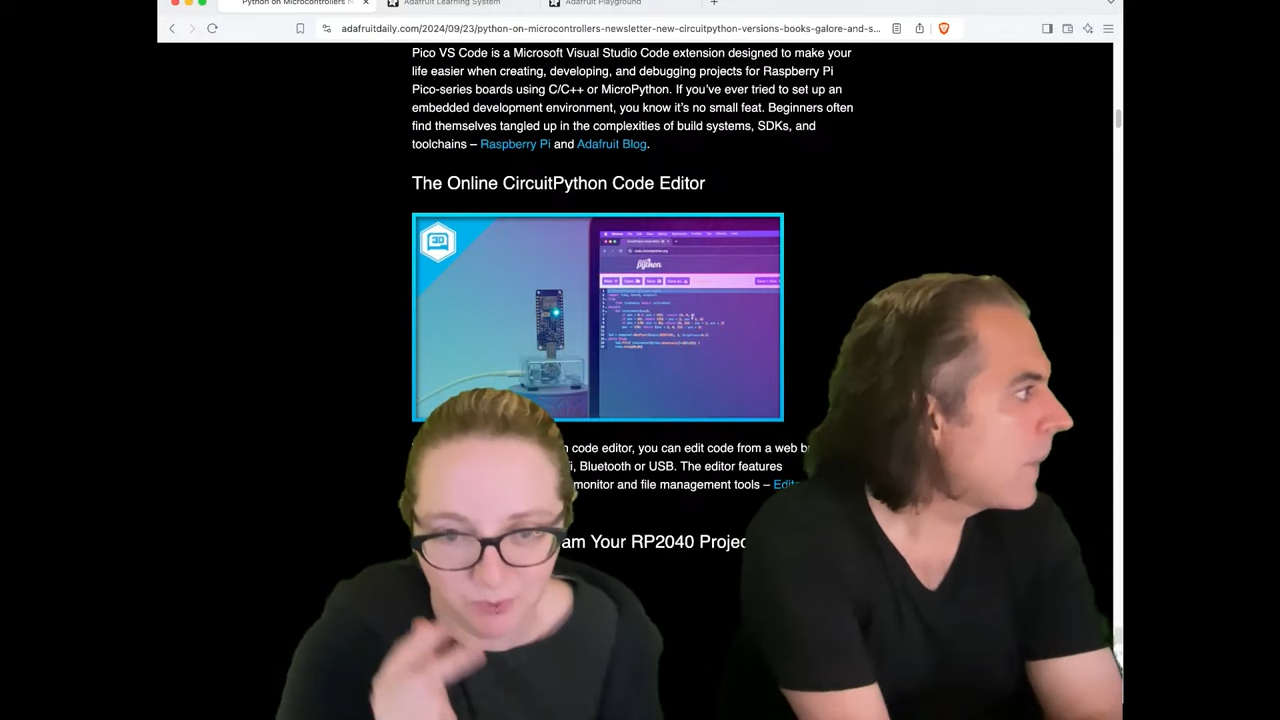 Python on Microcontrollers N
Adafruit Learning System
Adafruit Playground
adafruitdaily.com/2024/09/23/python-on-microcontrollers-newsletter-new-circuitpython-versions-books-galore-and-s...
Pico VS Code is a Microsoft Visual Studio Code extension designed to make your
life easier when creating, developing, and debugging projects for Raspberry Pi
Pico-series boards using C/C++ or MicroPython. If you've ever tried to set up an
embedded development environment, you know it's no small feat. Beginners often
find themselves tangled up in the complexities of build systems, SDKs, and
toolchains – Raspberry Pi and Adafruit Blog.
The Online CircuitPython Code Editor
3D
python
code editor, you can edit code from a web b
Bluetooth or USB. The editor features
monitor and file management tools – Edit
am Your RP2040 Projec